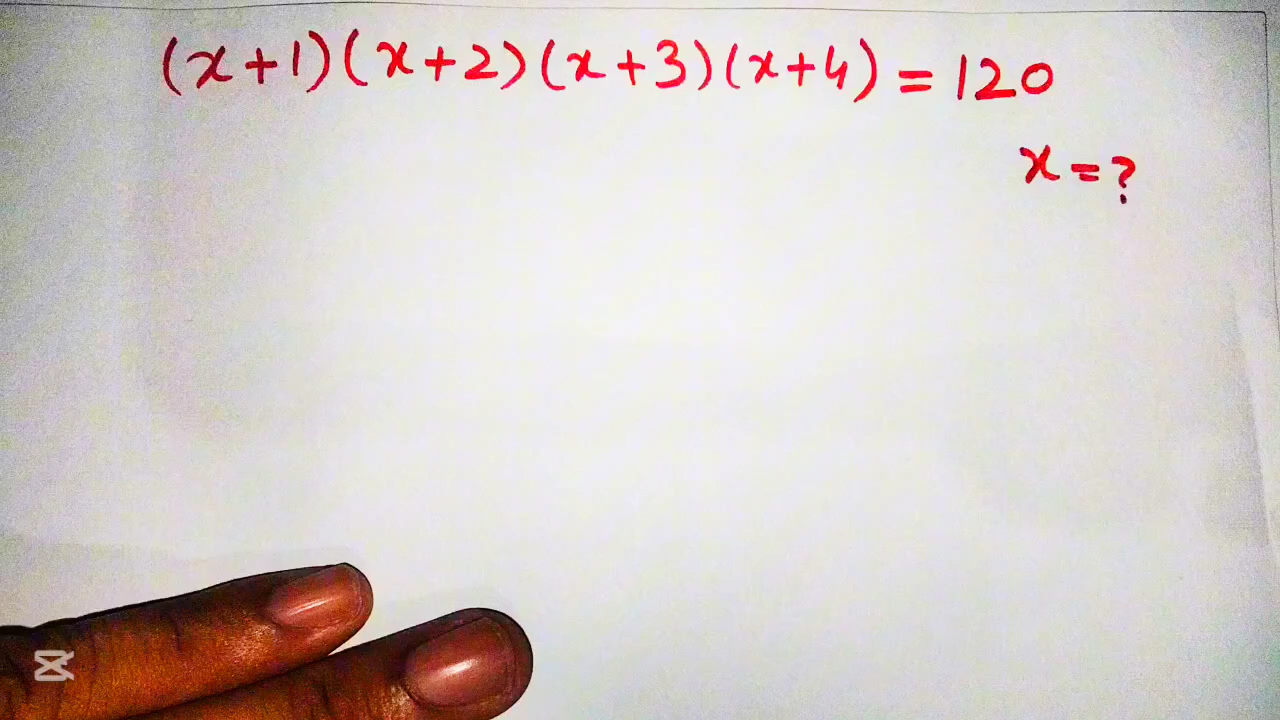 (x+1)(x+2)(x+3)(x+4) = 120
x = ?